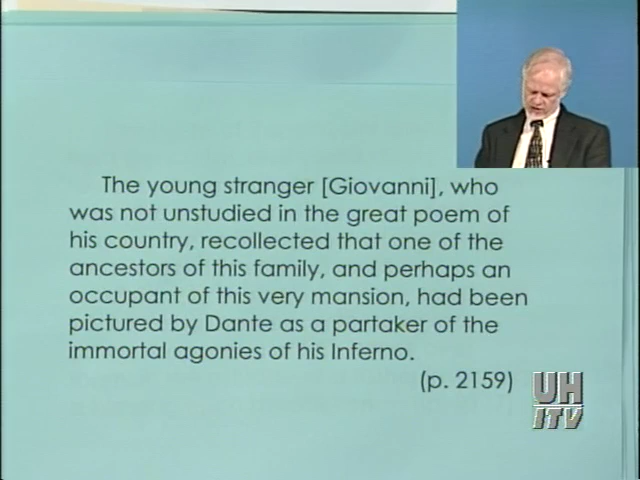 The young stranger [Giovanni], who
was not unstudied in the great poem of
his country, recollected that one of the
ancestors of this family, and perhaps an
occupant of this very mansion, had been
pictured by Dante as a partaker of the
immortal agonies of his Inferno.
(p. 2159)
UH
ITV